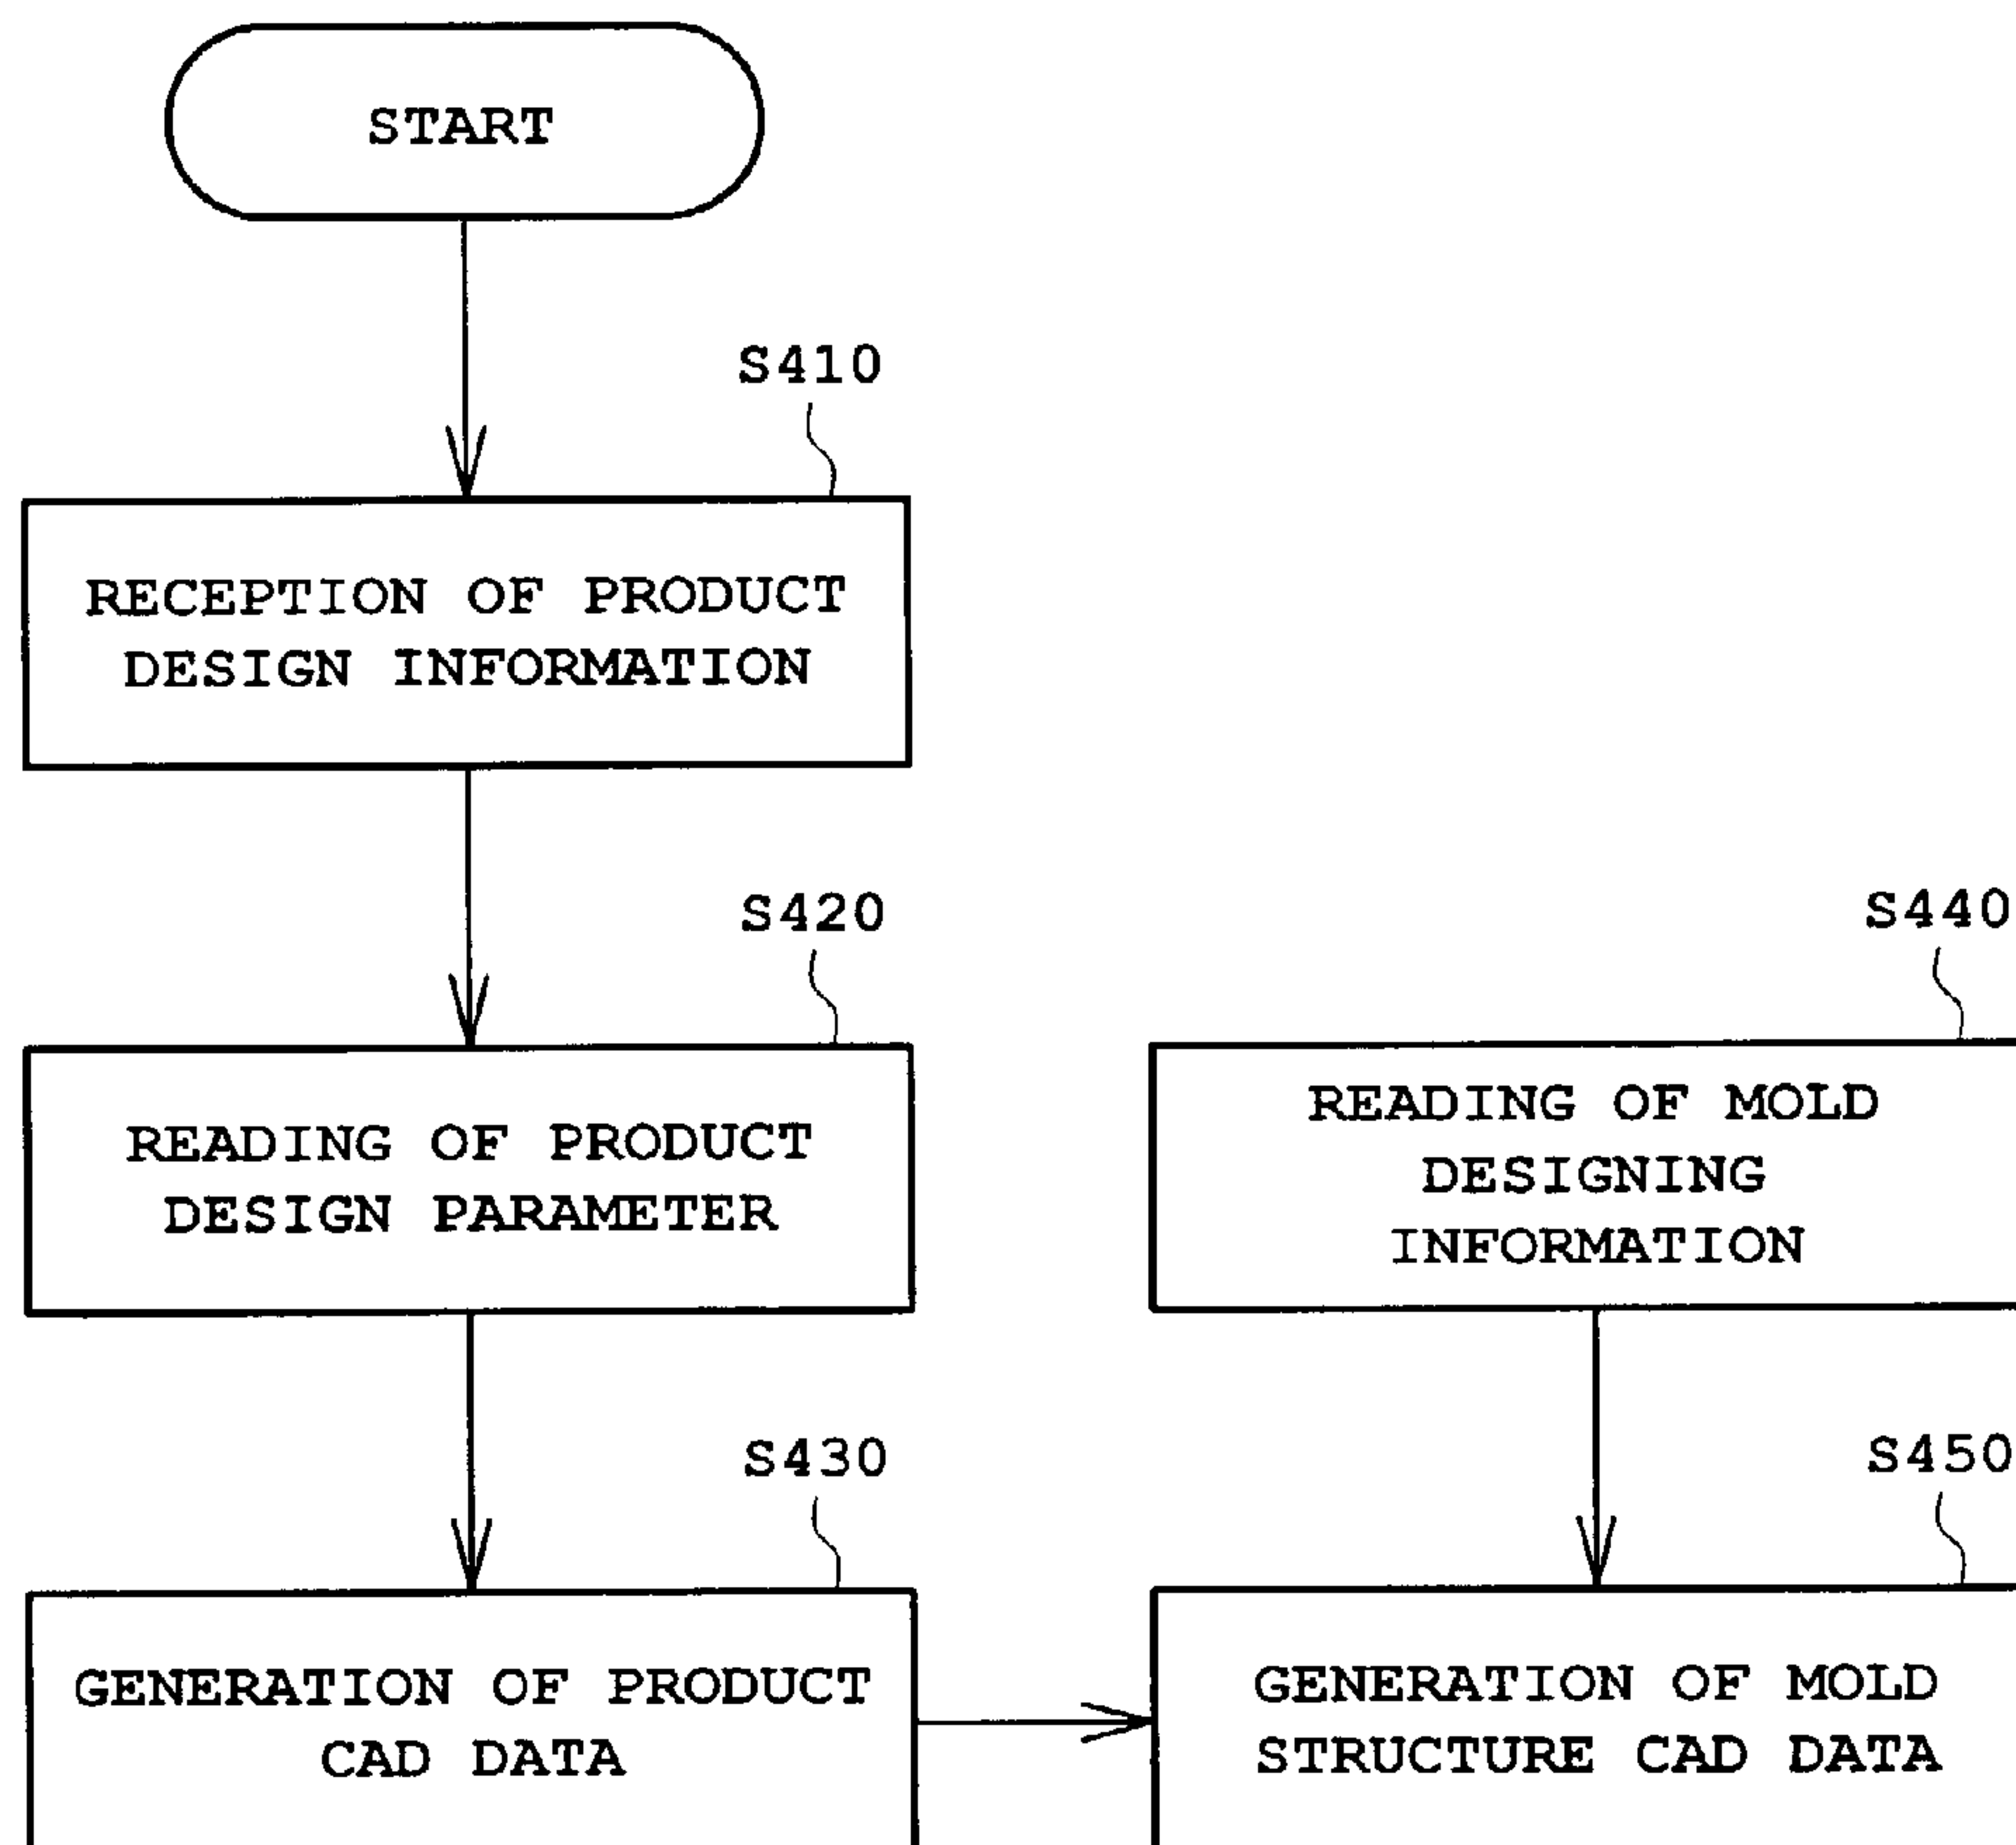 START
S410
RECEPTION OF PRODUCT
DESIGN INFORMATION
S420
READING OF PRODUCT
DESIGN PARAMETER
S430
GENERATION OF PRODUCT
CAD DATA
S440
READING OF MOLD
DESIGNING
INFORMATION
S450
GENERATION OF MOLD
STRUCTURE CAD DATA